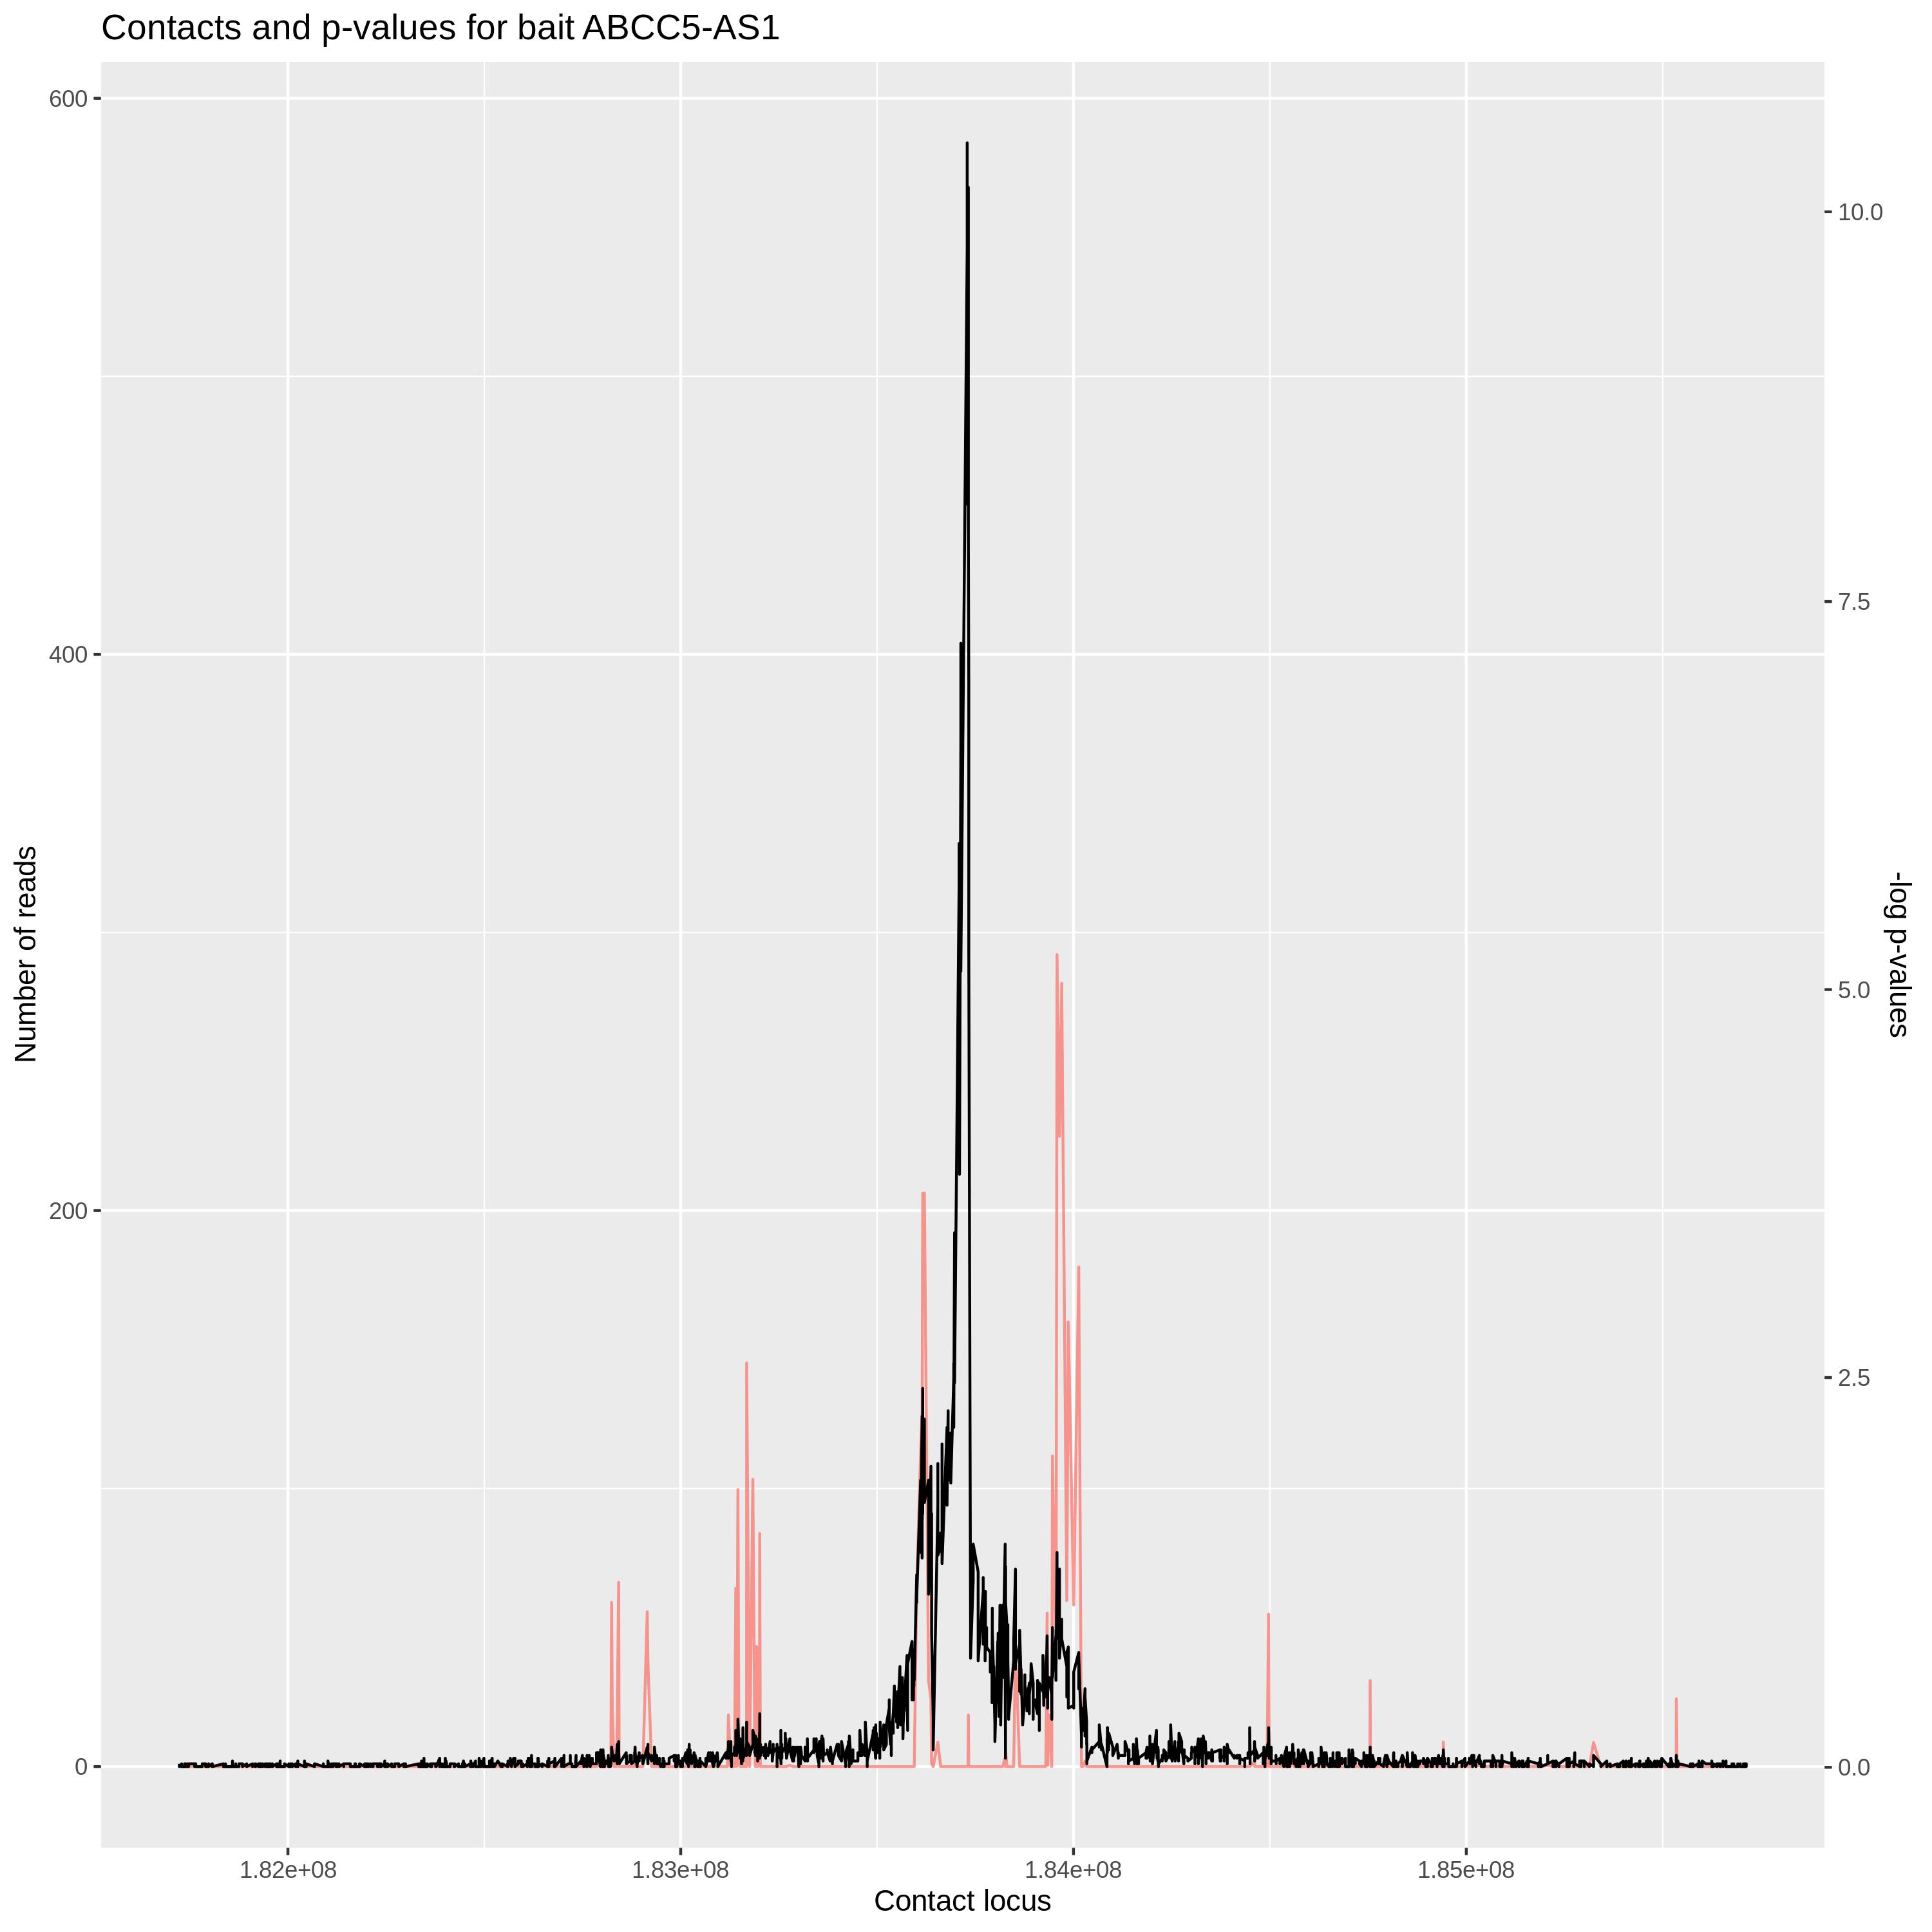 Contacts and p-values for bait ABCC5-AS1
600
400
200
0
Number of reads
10.0
7.5
5.0
2.5
0.0
-log p-values
1.82e+08
1.83e+08
1.84e+08
1.85e+08
Contact locus